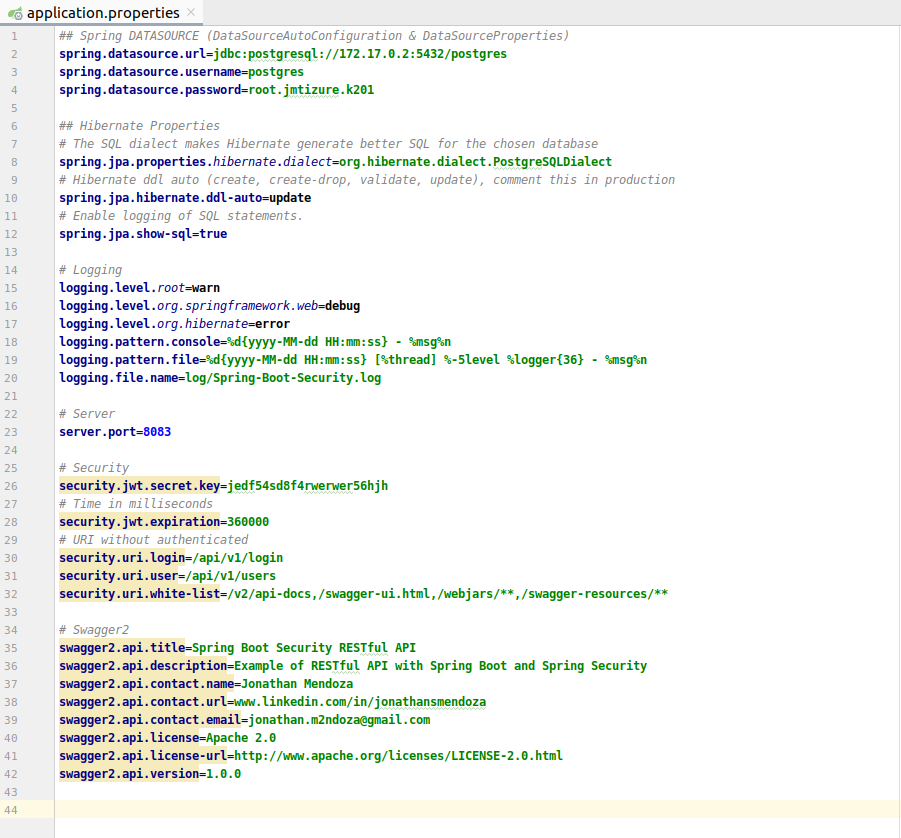 application.properties
1 ## Spring DATASOURCE (DataSourceAutoConfiguration & DataSourceProperties)
2 spring.datasource.url=jdbc:postgresql://172.17.0.2:5432/postgres
3 spring.datasource.username=postgres
4 spring.datasource.password=root.jmtizure.k201
5
6 ## Hibernate Properties
7 # The SQL dialect makes Hibernate generate better SQL for the chosen database
8 spring.jpa.properties.hibernate.dialect=org.hibernate.dialect.PostgreSQLDialect
9 # Hibernate ddl auto (create, create-drop, validate, update), comment this in production
10 spring.jpa.hibernate.ddl-auto=update
11 # Enable logging of SQL statements.
12 spring.jpa.show-sql=true
13
14 # Logging
15 logging.level.root=warn
16 logging.level.org.springframework.web=debug
17 logging.level.org.hibernate=error
18 logging.pattern.console=%d{yyyy-MM-dd HH:mm:ss} - %msg%n
19 logging.pattern.file=%d{yyyy-MM-dd HH:mm:ss} [%thread] %-5level %logger{36} - %msg%n
20 logging.file.name=log/Spring-Boot-Security.log
21
22 # Server
23 server.port=8083
24
25 # Security
26 security.jwt.secret.key=jedf54sd8f4rwerwer56hjh
27 # Time in milliseconds
28 security.jwt.expiration=360000
29 # URI without authenticated
30 security.uri.login=/api/v1/login
31 security.uri.user=/api/v1/users
32 security.uri.white-list=/v2/api-docs,/swagger-ui.html,/webjars/**,/swagger-resources/**
33
34 # Swagger2
35 swagger2.api.title=Spring Boot Security RESTful API
36 swagger2.api.description=Example of RESTful API with Spring Boot and Spring Security
37 swagger2.api.contact.name=Jonathan Mendoza
38 swagger2.api.contact.url=www.linkedin.com/in/jonathansmendoza
39 swagger2.api.contact.email=jonathan.m2ndoza@gmail.com
40 swagger2.api.license=Apache 2.0
41 swagger2.api.license-url=http://www.apache.org/licenses/LICENSE-2.0.html
42 swagger2.api.version=1.0.0
43
44